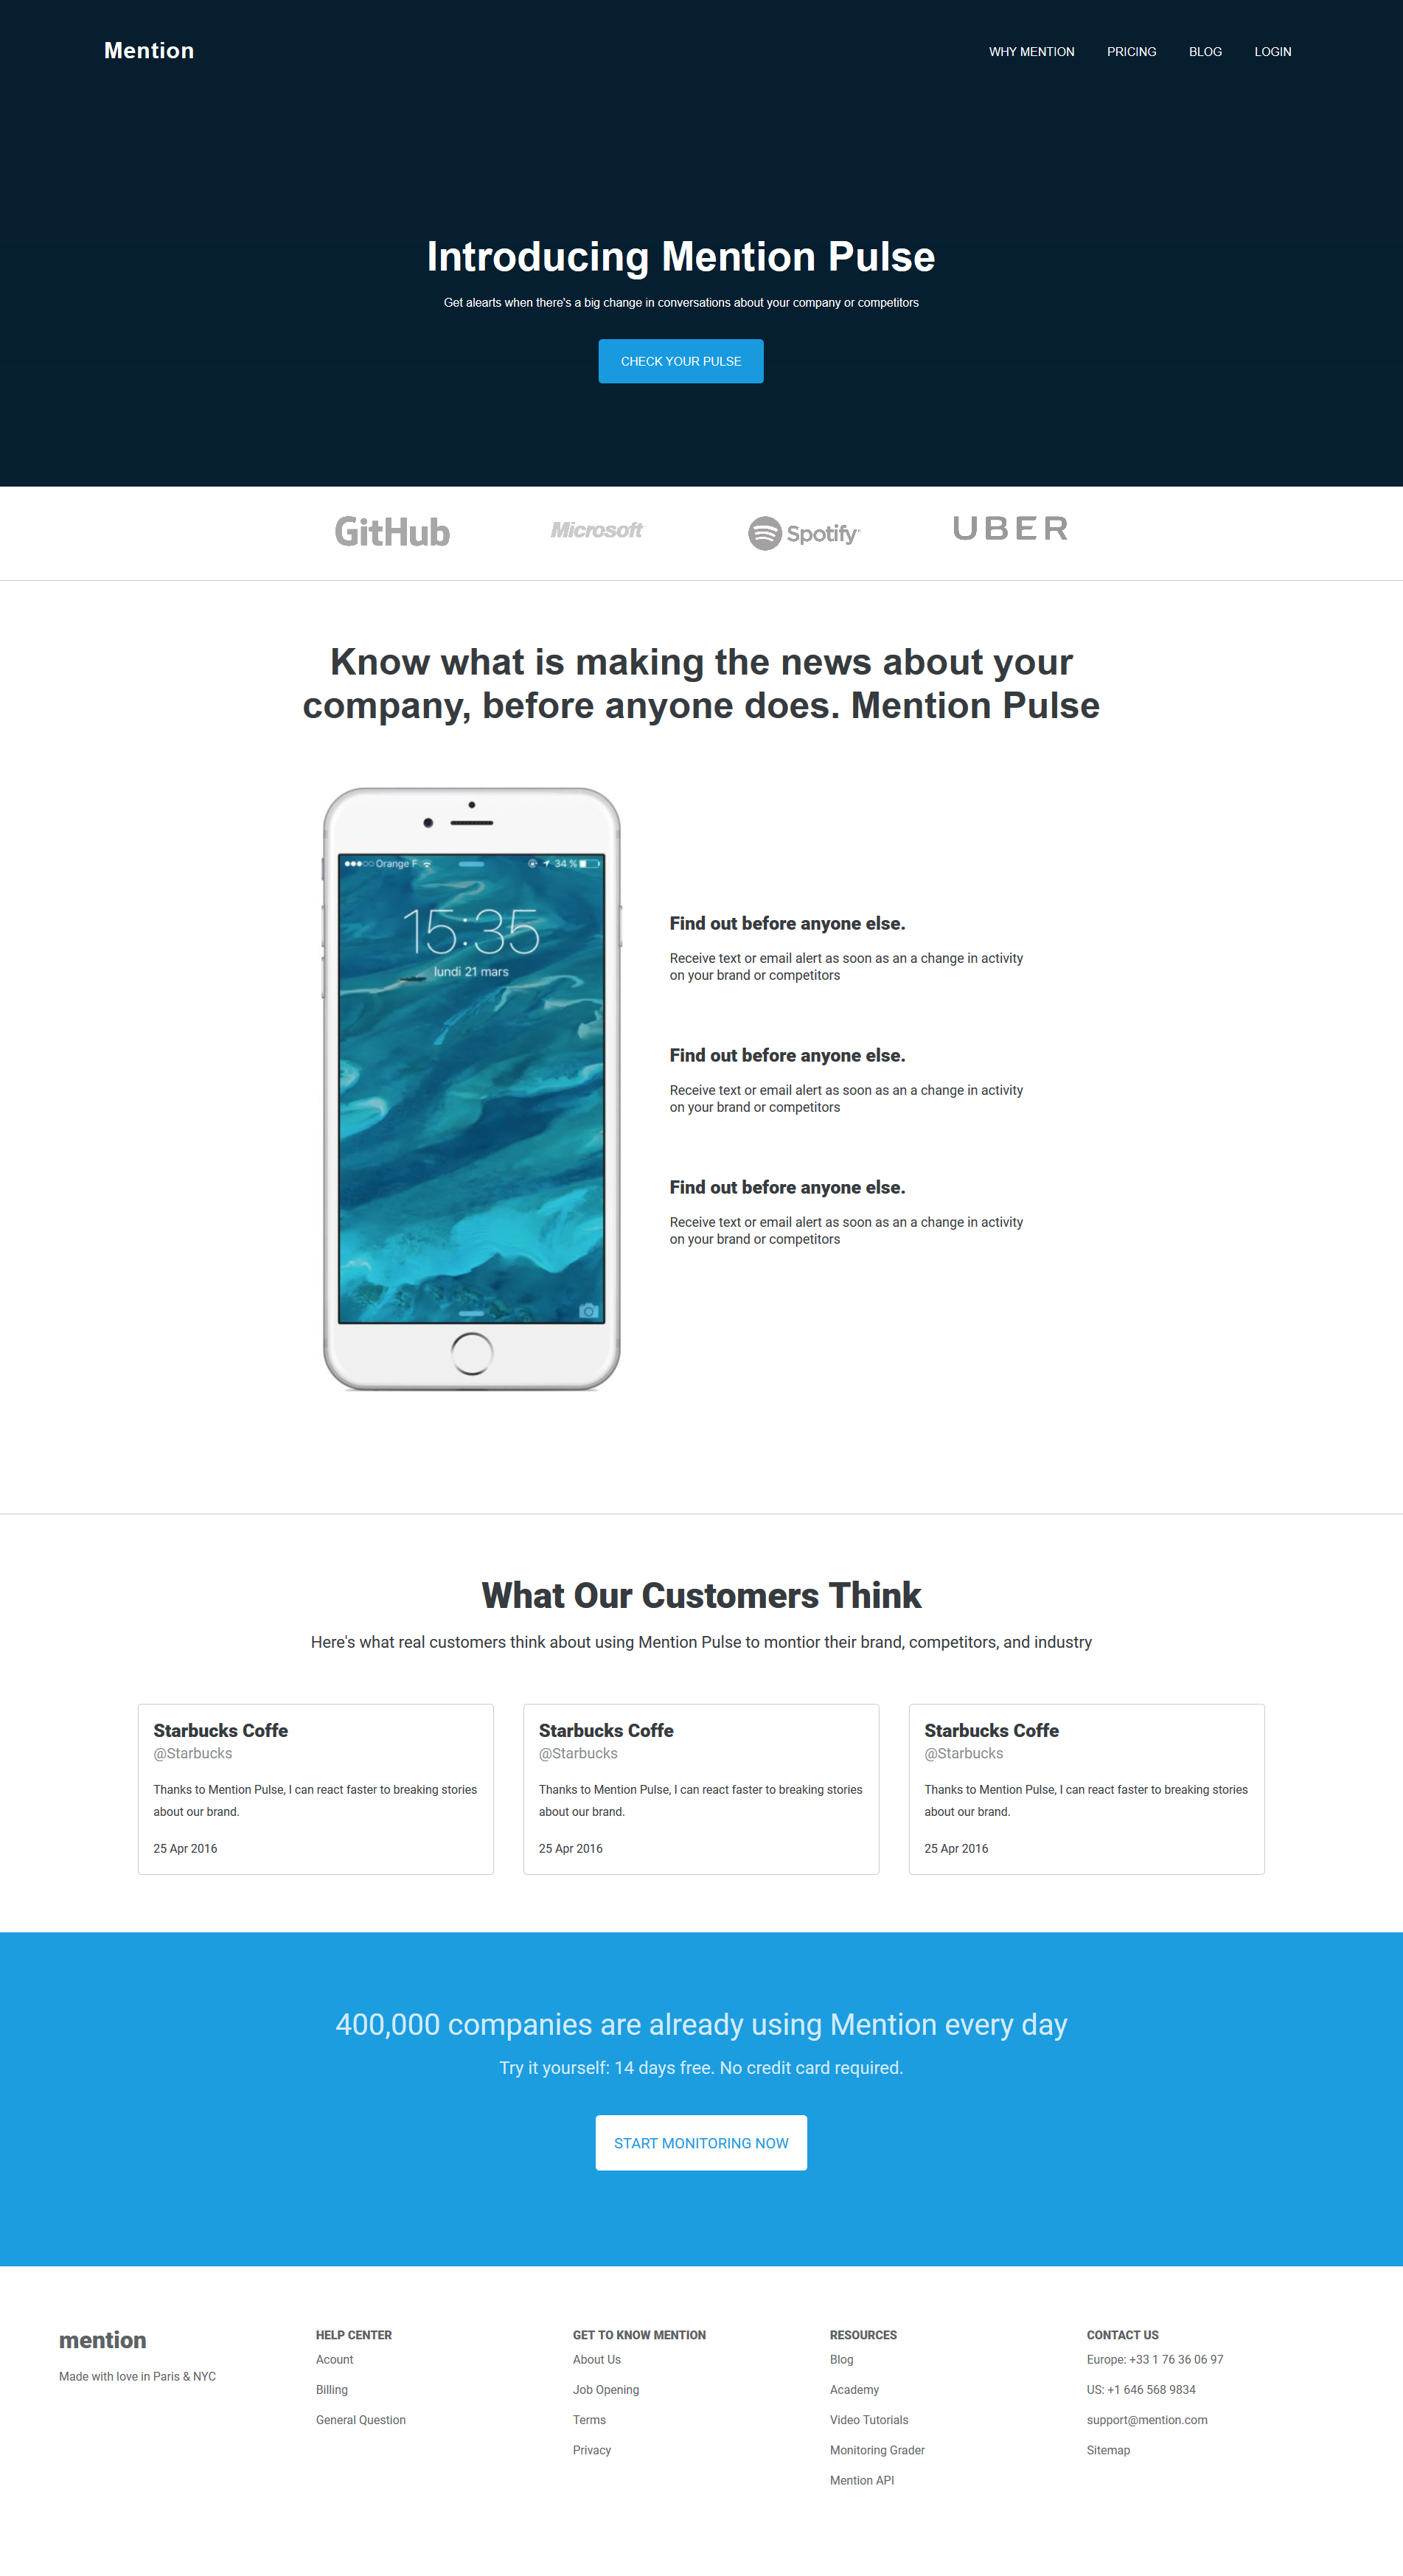 Mention
WHY MENTION PRICING BLOG LOGIN
Introducing Mention Pulse
Get alearts when there's a big change in conversations about your company or competitors
CHECK YOUR PULSE
GitHub Microsoft Spotify UBER
Know what is making the news about your
company, before anyone does. Mention Pulse
Orange F 34 %
15:35
lundi 21 mars
Find out before anyone else.
Receive text or email alert as soon as an a change in activity
on your brand or competitors
Find out before anyone else.
Receive text or email alert as soon as an a change in activity
on your brand or competitors
Find out before anyone else.
Receive text or email alert as soon as an a change in activity
on your brand or competitors
What Our Customers Think
Here's what real customers think about using Mention Pulse to montior their brand, competitors, and industry
Starbucks Coffe
@Starbucks
Thanks to Mention Pulse, I can react faster to breaking stories
about our brand.
25 Apr 2016
Starbucks Coffe
@Starbucks
Thanks to Mention Pulse, I can react faster to breaking stories
about our brand.
25 Apr 2016
Starbucks Coffe
@Starbucks
Thanks to Mention Pulse, I can react faster to breaking stories
about our brand.
25 Apr 2016
400,000 companies are already using Mention every day
Try it yourself: 14 days free. No credit card required.
START MONITORING NOW
mention
Made with love in Paris & NYC
HELP CENTER
Acount
Billing
General Question
GET TO KNOW MENTION
About Us
Job Opening
Terms
Privacy
RESOURCES
Blog
Academy
Video Tutorials
Monitoring Grader
Mention API
CONTACT US
Europe: +33 1 76 36 06 97
US: +1 646 568 9834
support@mention.com
Sitemap